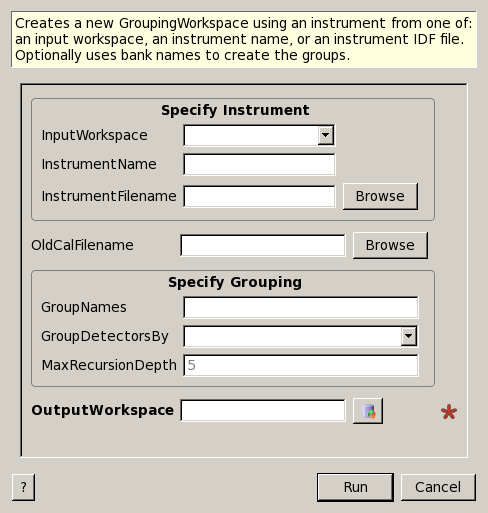 Creates a new GroupingWorkspace using an instrument from one of:
an input workspace, an instrument name, or an instrument IDF file.
Optionally uses bank names to create the groups.
Specify Instrument
InputWorkspace
InstrumentName
InstrumentFilename Browse
OldCalFilename Browse
Specify Grouping
GroupNames
GroupDetectorsBy
MaxRecursionDepth 5
OutputWorkspace *
? Run Cancel